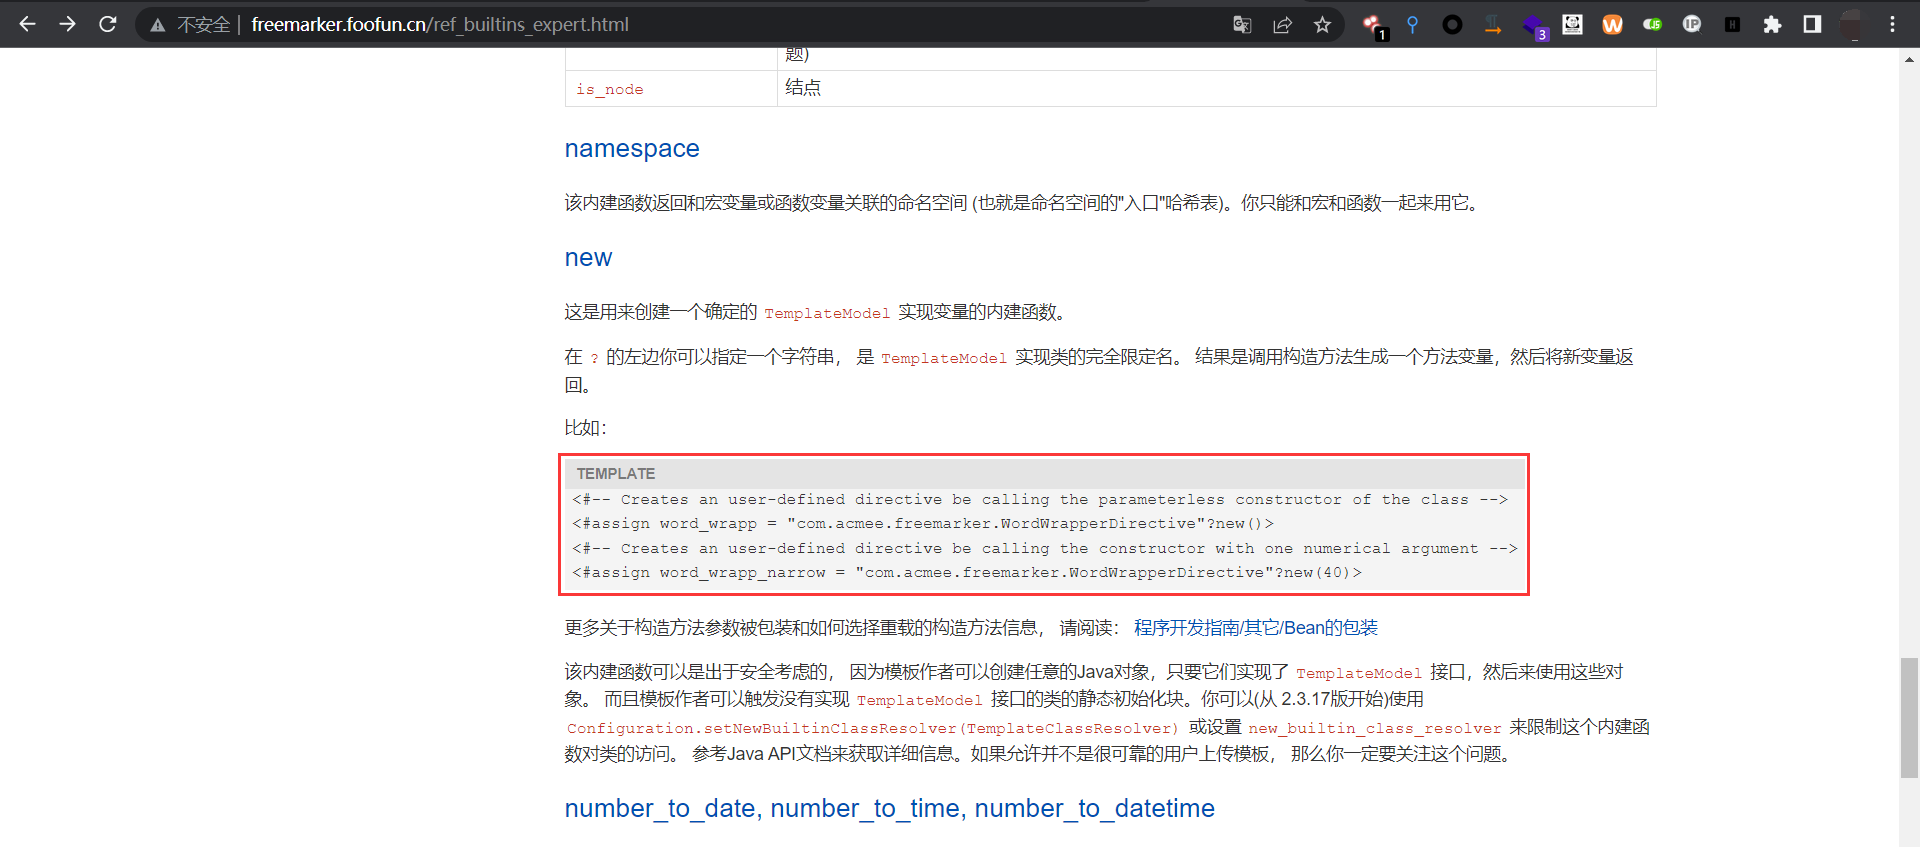 不安全 | freemarker.foofun.cn/ref_builtins_expert.html
1
3
JS
IP
H
题)
is_node 结点
namespace
该内建函数返回和宏变量或函数变量关联的命名空间 (也就是命名空间的"入口"哈希表)。你只能和宏和函数一起来用它。
new
这是用来创建一个确定的 TemplateModel 实现变量的内建函数。
在 ? 的左边你可以指定一个字符串， 是 TemplateModel 实现类的完全限定名。 结果是调用构造方法生成一个方法变量，然后将新变量返
回。
比如：
TEMPLATE
<#-- Creates an user-defined directive be calling the parameterless constructor of the class -->
<#assign word_wrapp = "com.acmee.freemarker.WordWrapperDirective"?new()>
<#-- Creates an user-defined directive be calling the constructor with one numerical argument -->
<#assign word_wrapp_narrow = "com.acmee.freemarker.WordWrapperDirective"?new(40)>
更多关于构造方法参数被包装和如何选择重载的构造方法信息， 请阅读： 程序开发指南/其它/Bean的包装
该内建函数可以是出于安全考虑的， 因为模板作者可以创建任意的Java对象，只要它们实现了 TemplateModel 接口，然后来使用这些对
象。 而且模板作者可以触发没有实现 TemplateModel 接口的类的静态初始化块。你可以(从 2.3.17版开始)使用
Configuration.setNewBuiltinClassResolver(TemplateClassResolver) 或设置 new_builtin_class_resolver 来限制这个内建函
数对类的访问。 参考Java API文档来获取详细信息。如果允许并不是很可靠的用户上传模板， 那么你一定要关注这个问题。
number_to_date, number_to_time, number_to_datetime